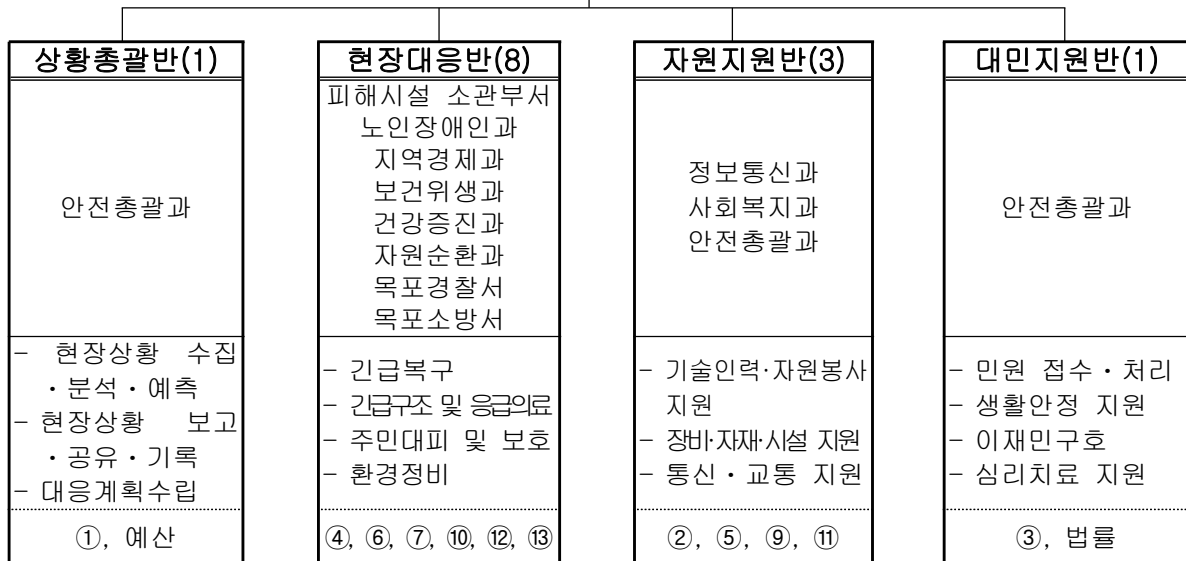 상황총괄반(1)
안전총괄과
- 현장상황 수집
・분석・예측
- 현장상황 보고
・공유・기록
- 대응계획수립
①, 예산
현장대응반(8)
피해시설 소관부서
노인장애인과
지역경제과
보건위생과
건강증진과
자원순환과
목포경찰서
목포소방서
- 긴급복구
- 긴급구조 및 응급의료
- 주민대피 및 보호
- 환경정비
④, ⑥, ⑦, ⑩, ⑫, ⑬
자원지원반(3)
정보통신과
사회복지과
안전총괄과
- 기술인력·자원봉사
지원
- 장비·자재·시설 지원
- 통신・교통 지원
②, ⑤, ⑨, ⑪
대민지원반(1)
안전총괄과
- 민원 접수・처리
- 생활안정 지원
- 이재민구호
- 심리치료 지원
③, 법률